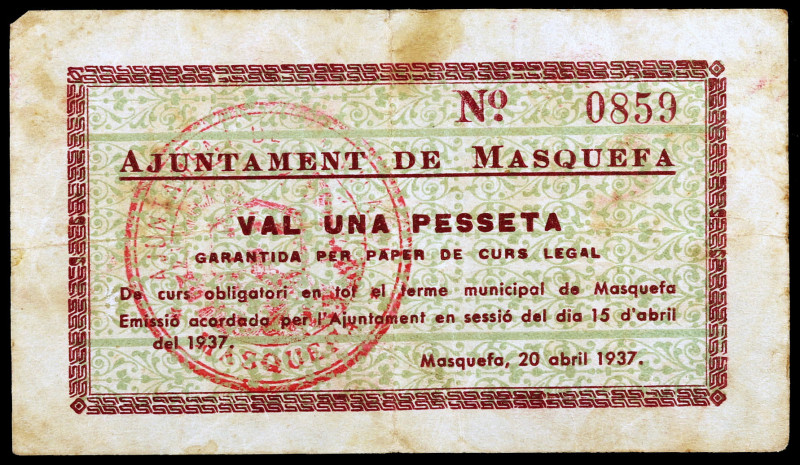 Nº 0859
AJUNTAMENT DE MASQUEFA
VAL UNA PESSETA
GARANTIDA PER PAPER DE CURS LEGAL
De curs obligatori en tot el terme municipal de Masquefa
Emissió acordada per l'Ajuntament en sessió del dia 15 d'abril
del 1937.
Masquefa, 20 abril 1937.
MASQUEFA